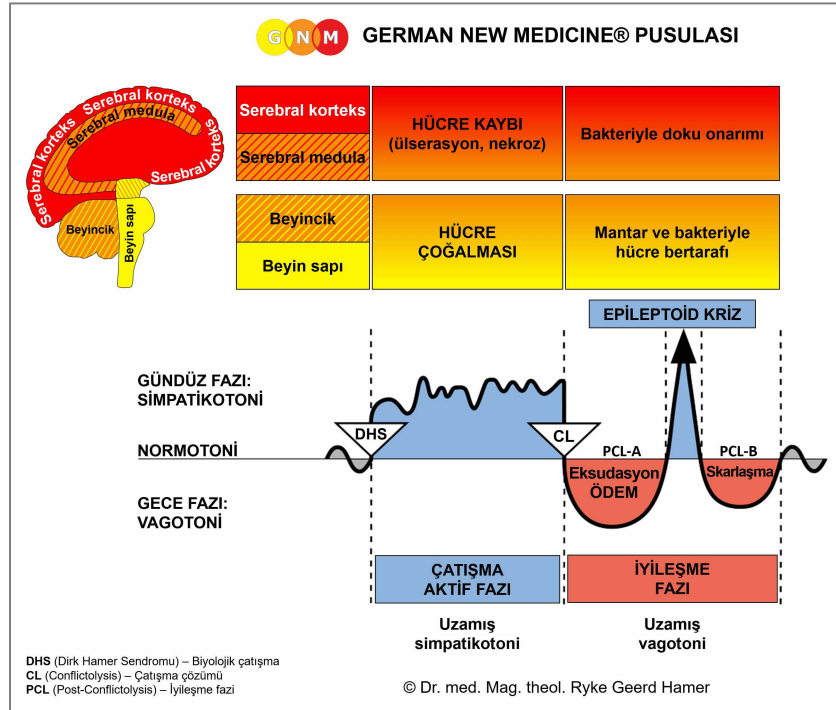 G N M
GERMAN NEW MEDICINE® PUSULASI
Serebral korteks
Serebral korteks
Serebral medula
Serebral korteks
Serebral korteks
Serebral korteks
Beyincik
Beyin sapı
Serebral korteks
Serebral medula
HÜCRE KAYBI
(ülserasyon, nekroz)
Bakteriyle doku onarımı
Beyincik
Beyin sapı
HÜCRE
ÇOĞALMASI
Mantar ve bakteriyle
hücre bertarafı
EPİLEPTOİD KRİZ
GÜNDÜZ FAZI:
SİMPATİKOTONİ
DHS
CL
NORMOTONİ
PCL-A
PCL-B
Eksudasyon
ÖDEM
Skarlaşma
GECE FAZI:
VAGOTONİ
ÇATIŞMA
AKTİF FAZI
İYİLEŞME
FAZI
Uzamış
simpatikotoni
Uzamış
vagotoni
DHS (Dirk Hamer Sendromu) – Biyolojik çatışma
CL (Conflictolysis) – Çatışma çözümü
PCL (Post-Conflictolysis) – İyileşme fazi
© Dr. med. Mag. theol. Ryke Geerd Hamer